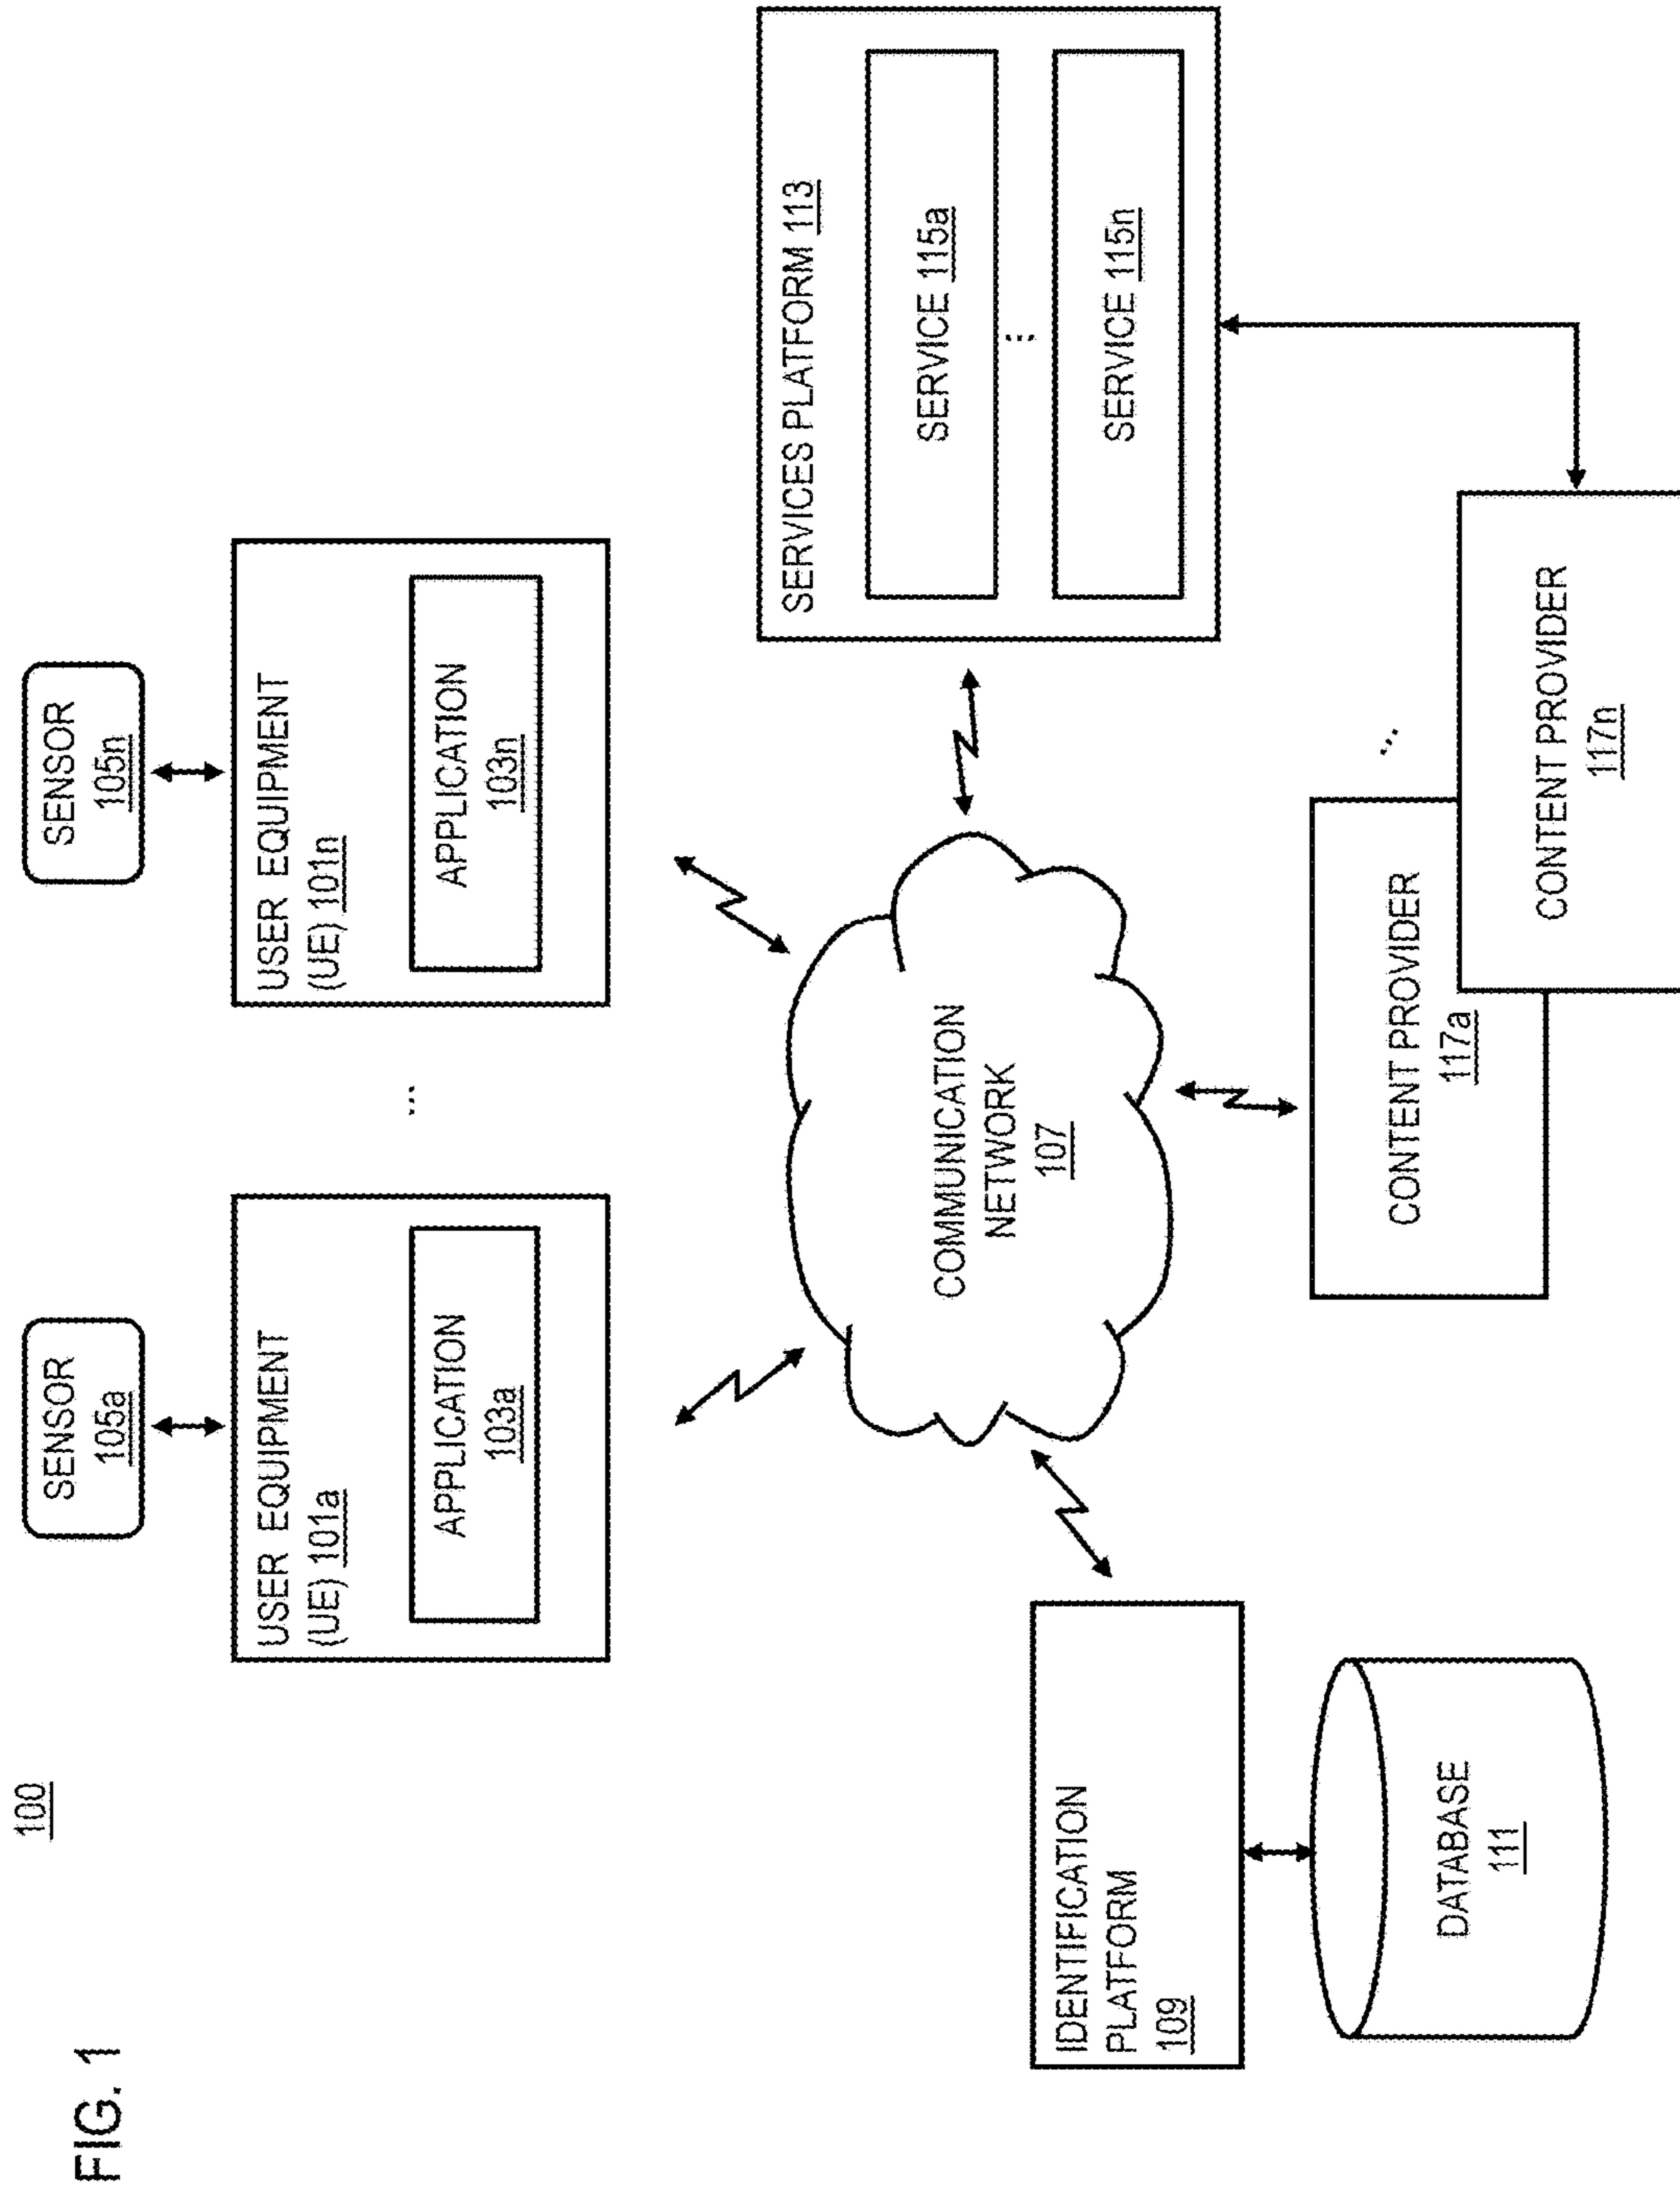 FIG. 1
100
SENSOR
105a
SENSOR
105n
USER EQUIPMENT
(UE) 101a
APPLICATION
103a
...
USER EQUIPMENT
(UE) 101n
APPLICATION
103n
COMMUNICATION
NETWORK
107
SERVICES PLATFORM 113
SERVICE 115a
...
SERVICE 115n
IDENTIFICATION
PLATFORM
109
DATABASE
111
CONTENT PROVIDER
117a
...
CONTENT PROVIDER
117n